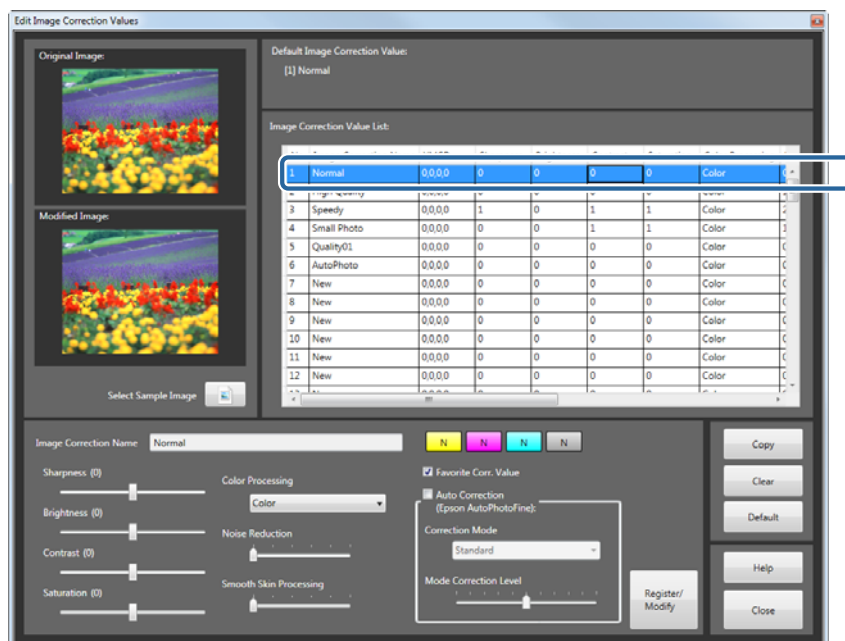 Edit Image Correction Values
Original Image:
Modified Image:
Select Sample Image
Default Image Correction Value:
[1] Normal
Image Correction Value List:
1 Normal 0,0,0,0 0 0 0 0 Color
2 High Quality
3 Speedy 0,0,0,0 1 0 1 1 Color
4 Small Photo 0,0,0,0 0 0 1 1 Color
5 Quality01 0,0,0,0 0 0 0 0 Color
6 AutoPhoto 0,0,0,0 0 0 0 0 Color
7 New 0,0,0,0 0 0 0 0 Color
8 New 0,0,0,0 0 0 0 0 Color
9 New 0,0,0,0 0 0 0 0 Color
10 New 0,0,0,0 0 0 0 0 Color
11 New 0,0,0,0 0 0 0 0 Color
12 New 0,0,0,0 0 0 0 0 Color
Image Correction Name Normal
N N N N
Sharpness (0)
Brightness (0)
Contrast (0)
Saturation (0)
Color Processing
Color
Noise Reduction
Smooth Skin Processing
Favorite Corr. Value
Auto Correction
(Epson AutoPhotoFine):
Correction Mode
Standard
Mode Correction Level
Register/
Modify
Copy
Clear
Default
Help
Close